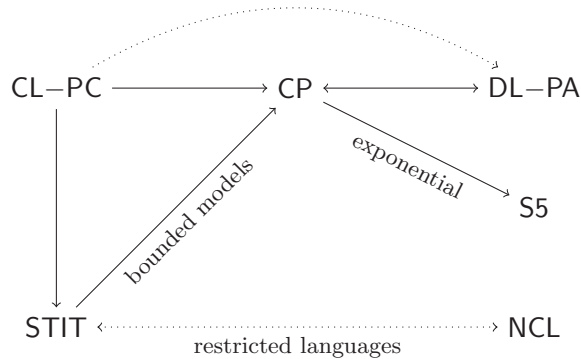 CL–PC CP DL–PA
exponential
S5
bounded models
STIT NCL
restricted languages